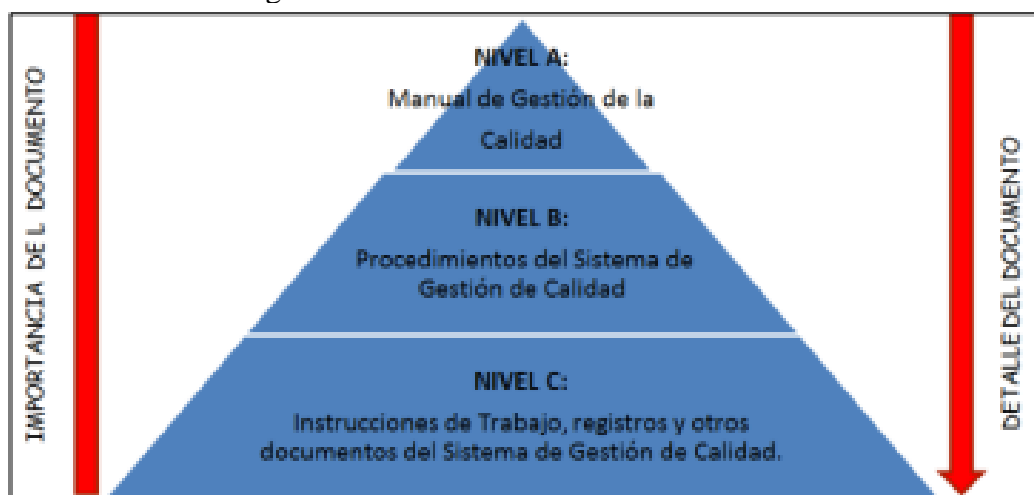 IMPORTANCIA DEL DOCUMENTO
NIVEL A:
Manual de Gestión de la
Calidad
NIVEL B:
Procedimientos del Sistema de
Gestión de Calidad
NIVEL C:
Instrucciones de Trabajo, registros y otros
documentos del Sistema de Gestión de Calidad.
DETALLE DEL DOCUMENTO